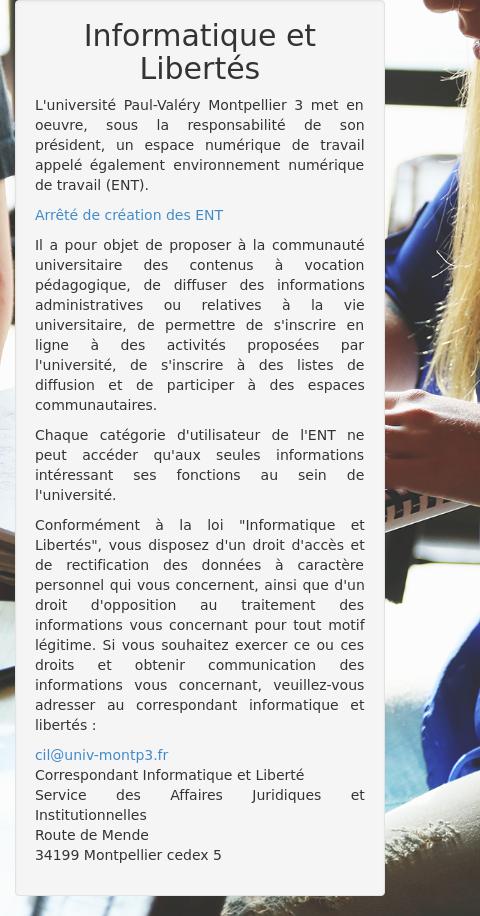 Informatique et
Libertés
L'université Paul-Valéry Montpellier 3 met en
oeuvre, sous la responsabilité de son
président, un espace numérique de travail
appelé également environnement numérique
de travail (ENT).
Arrêté de création des ENT
Il a pour objet de proposer à la communauté
universitaire des contenus à vocation
pédagogique, de diffuser des informations
administratives ou relatives à la vie
universitaire, de permettre de s'inscrire en
ligne à des activités proposées par
l'université, de s'inscrire à des listes de
diffusion et de participer à des espaces
communautaires.
Chaque catégorie d'utilisateur de l'ENT ne
peut accéder qu'aux seules informations
intéressant ses fonctions au sein de
l'université.
Conformément à la loi "Informatique et
Libertés", vous disposez d'un droit d'accès et
de rectification des données à caractère
personnel qui vous concernent, ainsi que d'un
droit d'opposition au traitement des
informations vous concernant pour tout motif
légitime. Si vous souhaitez exercer ce ou ces
droits et obtenir communication des
informations vous concernant, veuillez-vous
adresser au correspondant informatique et
libertés :
cil@univ-montp3.fr
Correspondant Informatique et Liberté
Service des Affaires Juridiques et
Institutionnelles
Route de Mende
34199 Montpellier cedex 5